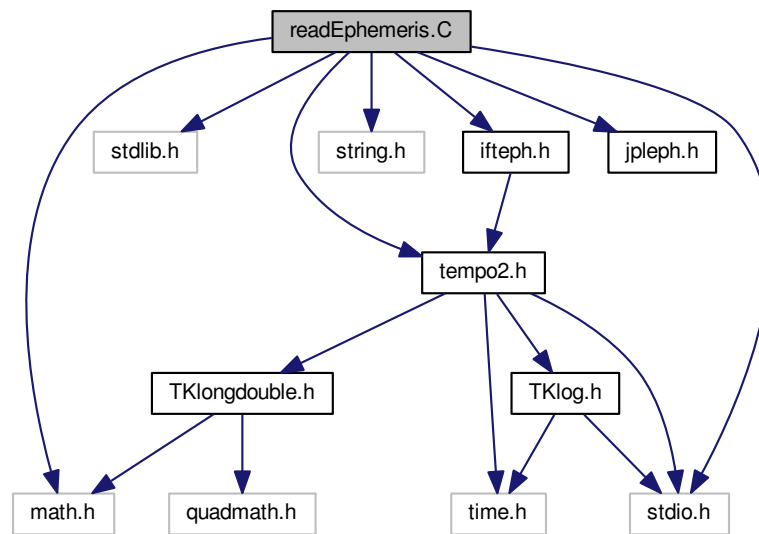 readEphemeris.C
stdlib.h
string.h
ifteph.h
jpleph.h
tempo2.h
TKlongdouble.h
TKlog.h
math.h
quadmath.h
time.h
stdio.h